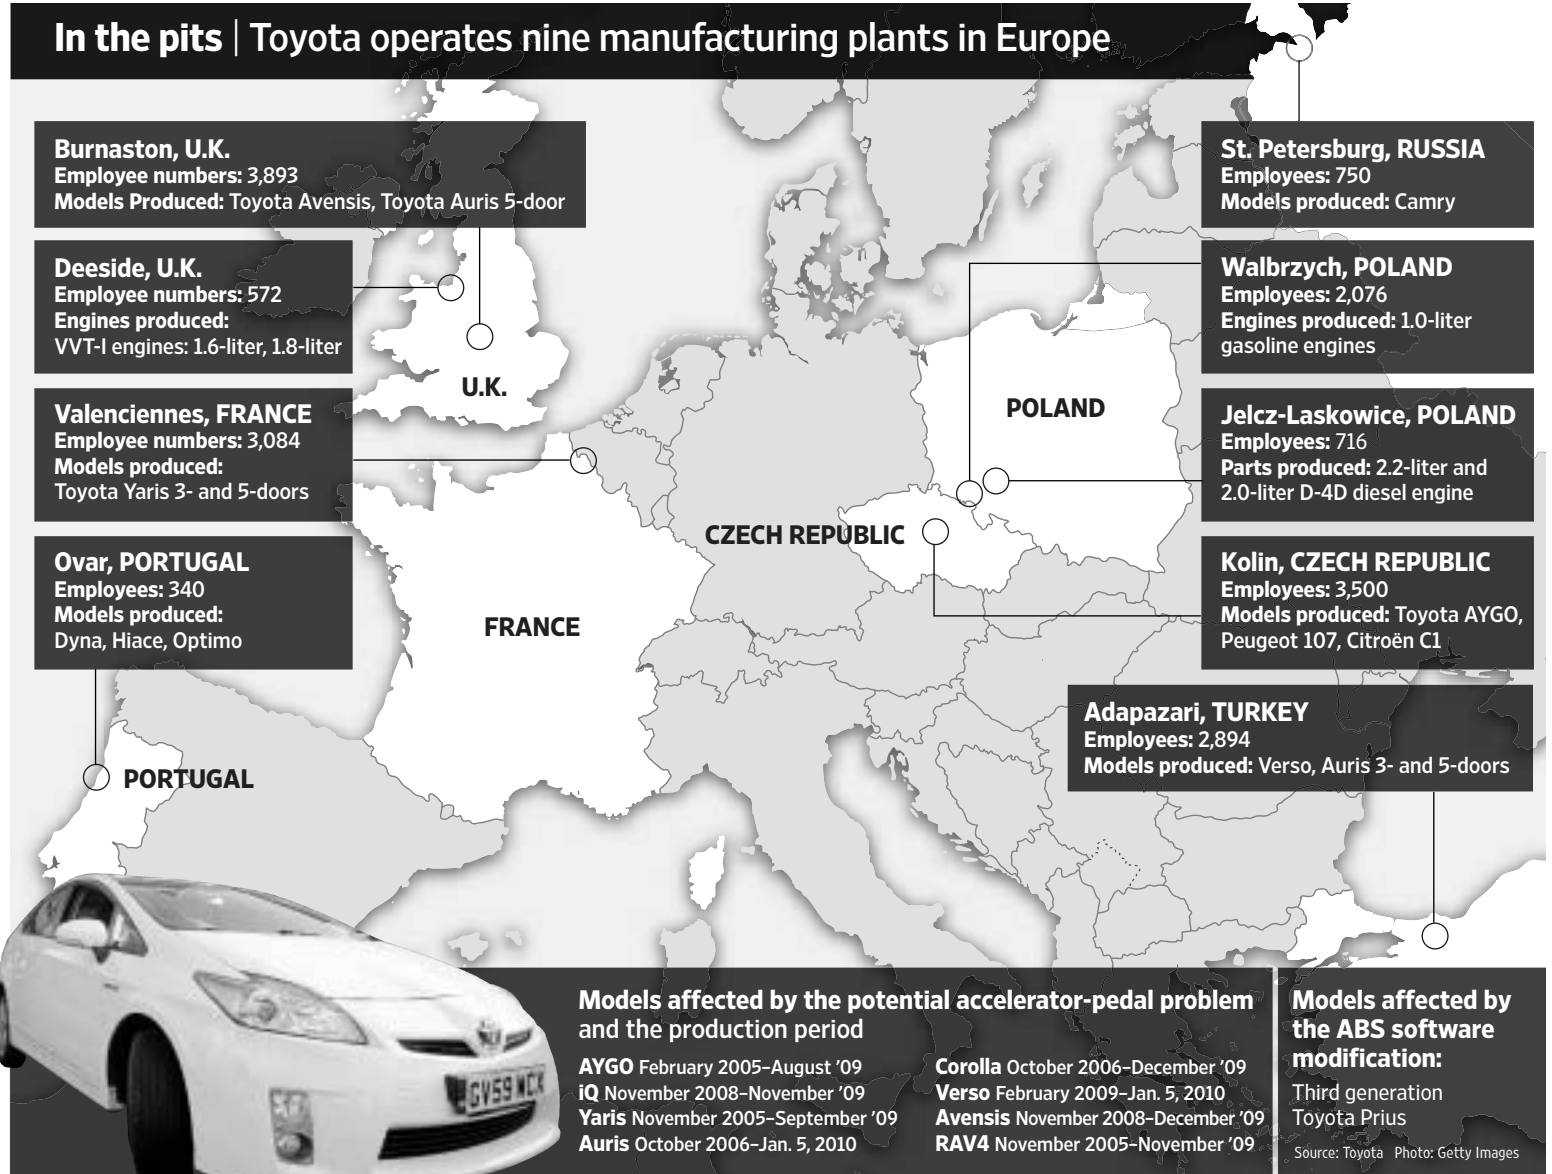 In the pits | Toyota operates nine manufacturing plants in Europe
Burnaston, U.K.
Employee numbers: 3,893
Models Produced: Toyota Avensis, Toyota Auris 5-door
Deeside, U.K.
Employee numbers: 572
Engines produced:
VVT-I engines: 1.6-liter, 1.8-liter
Valenciennes, FRANCE
Employee numbers: 3,084
Models produced:
Toyota Yaris 3- and 5-doors
Ovar, PORTUGAL
Employees: 340
Models produced:
Dyna, Hiace, Optimo
St. Petersburg, RUSSIA
Employees: 750
Models produced: Camry
Walbrzych, POLAND
Employees: 2,076
Engines produced: 1.0-liter
gasoline engines
Jelcz-Laskowice, POLAND
Employees: 716
Parts produced: 2.2-liter and
2.0-liter D-4D diesel engine
Kolin, CZECH REPUBLIC
Employees: 3,500
Models produced: Toyota AYGO,
Peugeot 107, Citroën C1
Adapazari, TURKEY
Employees: 2,894
Models produced: Verso, Auris 3- and 5-doors
U.K.
POLAND
CZECH REPUBLIC
FRANCE
PORTUGAL
Models affected by the potential accelerator-pedal problem
and the production period
AYGO February 2005–August ’09
iQ November 2008–November ’09
Yaris November 2005–September ’09
Auris October 2006–Jan. 5, 2010
Corolla October 2006–December ’09
Verso February 2009–Jan. 5, 2010
Avensis November 2008–December ’09
RAV4 November 2005–November ’09
Models affected by
the ABS software
modification:
Third generation
Toyota Prius
Source: Toyota Photo: Getty Images